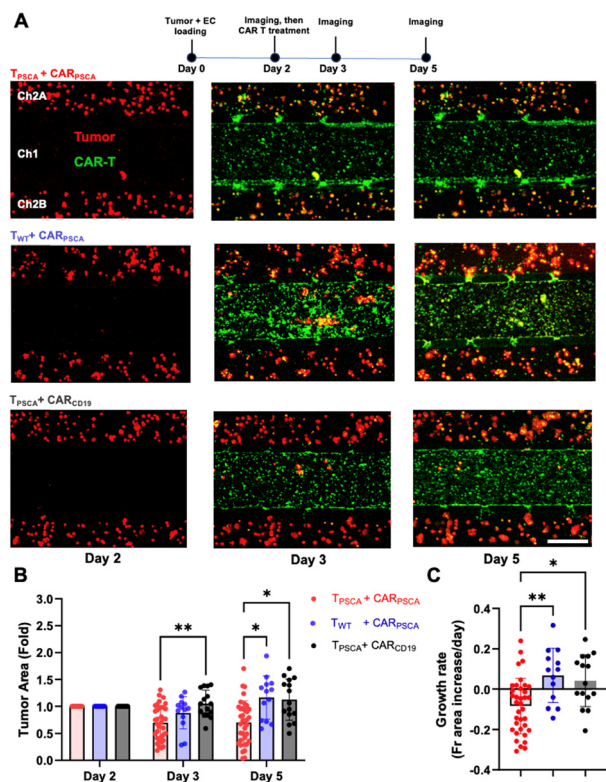 A
Tumor + EC
loading
Imaging, then
CAR T treatment
Imaging
Imaging
Day 0
Day 2
Day 3
Day 5
TPSCA + CARPSCA
Ch2A
Tumor
Ch1
CAR-T
Ch2B
TWT + CARPSCA
TPSCA + CARCD19
Day 2
Day 3
Day 5
B
Tumor Area (Fold)
3.0
2.5
2.0
1.5
1.0
0.5
0.0
**
*
*
Day 2
Day 3
Day 5
TPSCA + CARPSCA
TWT + CARPSCA
TPSCA + CARCD19
C
Growth rate
(Fr area increase/day)
0.4
0.2
0.0
-0.2
-0.4
*
**